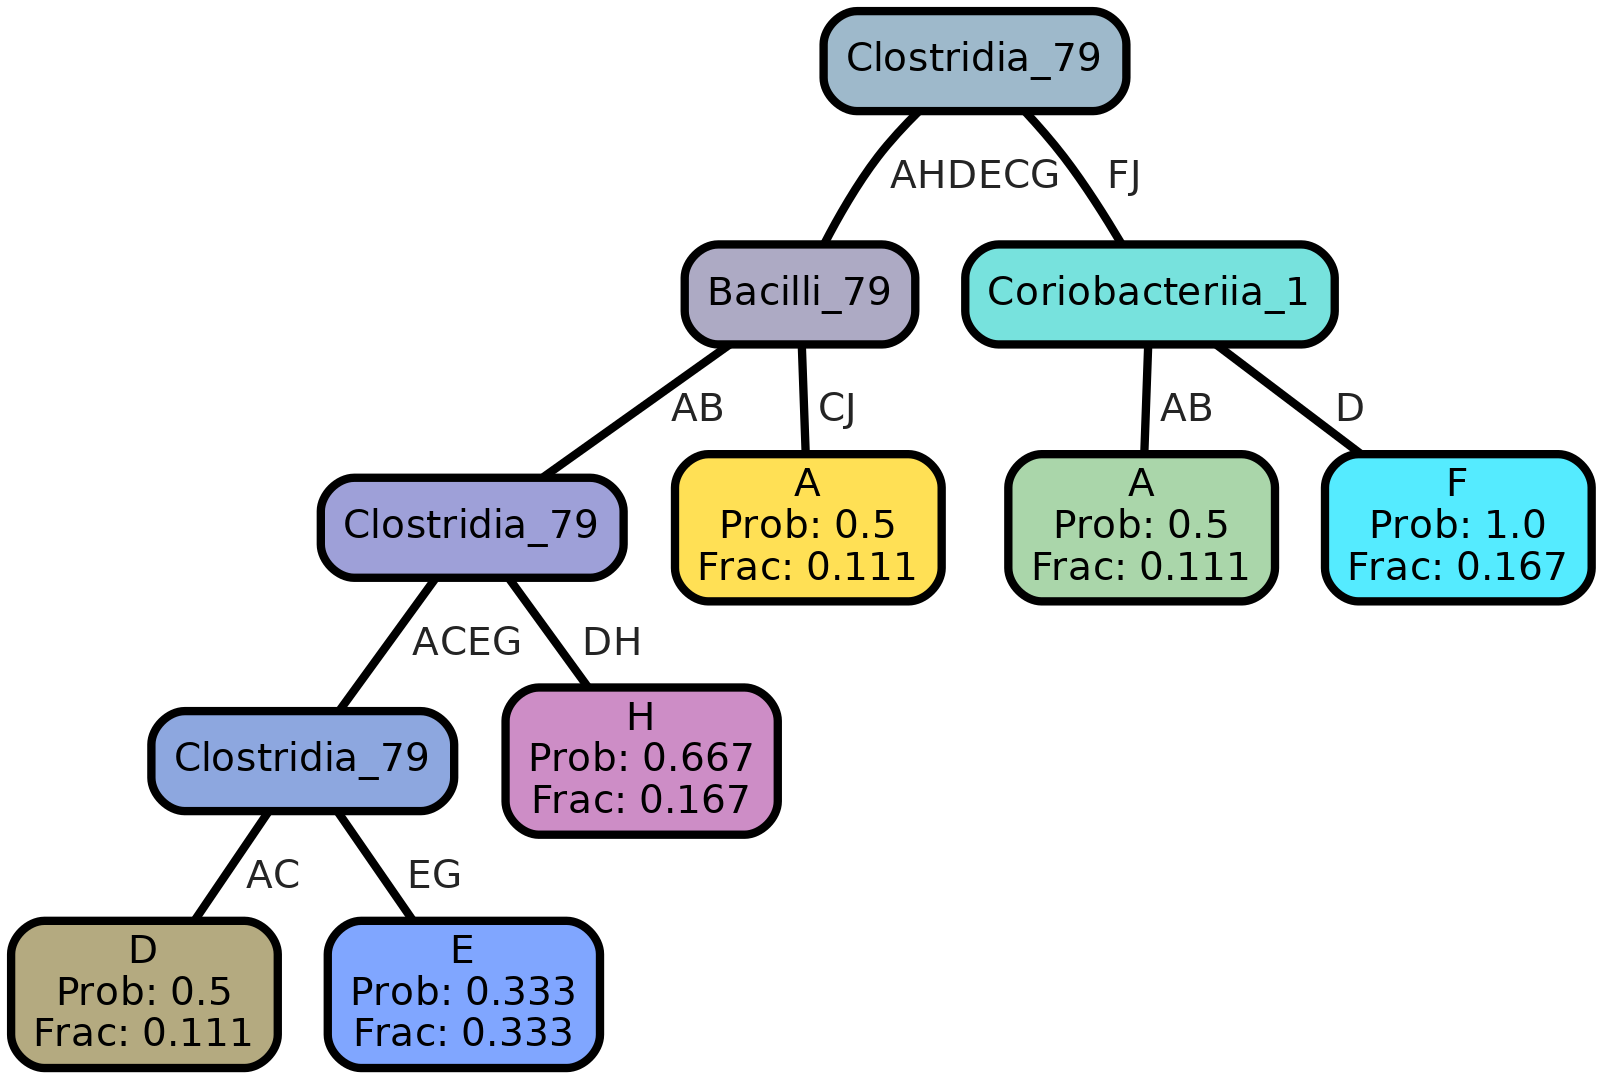 Clostridia_79
AHDECG
FJ
Bacilli_79
Coriobacteriia_1
AB
CJ
AB
D
Clostridia_79
A
Prob: 0.5
Frac: 0.111
A
Prob: 0.5
Frac: 0.111
F
Prob: 1.0
Frac: 0.167
ACEG
DH
Clostridia_79
H
Prob: 0.667
Frac: 0.167
AC
EG
D
Prob: 0.5
Frac: 0.111
E
Prob: 0.333
Frac: 0.333